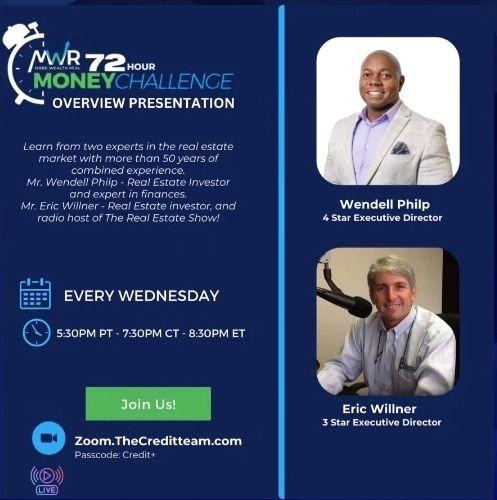 MWR 72 HOUR
MAKE WEALTH REAL
MONEY CHALLENGE
OVERVIEW PRESENTATION
Learn from two experts in the real estate
market with more than 50 years of
combined experience.
Mr. Wendell Philp - Real Estate Investor
and expert in finances.
Mr. Eric Willner - Real Estate investor, and
radio host of The Real Estate Show!
EVERY WEDNESDAY
5:30PM PT - 7:30PM CT - 8:30PM ET
Join Us!
Zoom.TheCreditteam.com
Passcode: Credit+
LIVE
Wendell Philp
4 Star Executive Director
Eric Willner
3 Star Executive Director